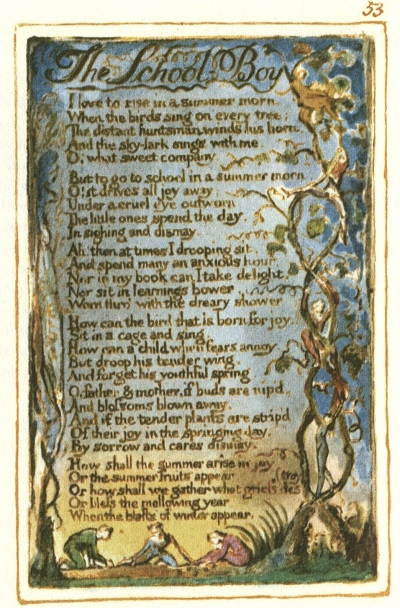 53
The School-Boy
I love to rise in a summer morn,
When the birds sing on every tree;
The distant huntsman winds his horn,
And the sky-lark sings with me.
O! what sweet company
But to go to school in a summer morn
O! it drives all joy away
Under a cruel eye outworn
The little ones spend the day,
In sighing and dismay
Ah then at times I drooping sit
And spend many an anxious hour
Nor in my book can I take delight,
Nor sit in learnings bower
Worn thro' with the dreary shower
How can the bird that is born for joy
Sit in a cage and sing
How can a child when fears annoy
But droop his tender wing
And forget his youthful spring
O, father & mother, if buds are nip'd,
And blossoms blown away,
And if the tender plants are strip'd
Of their joy in the springing day,
By sorrow and cares dismay,
How shall the summer arise in joy
Or the summer fruits appear
Or how shall we gather what griefs des
(troy
Or bless the mellowing year
When the blasts of winter appear.